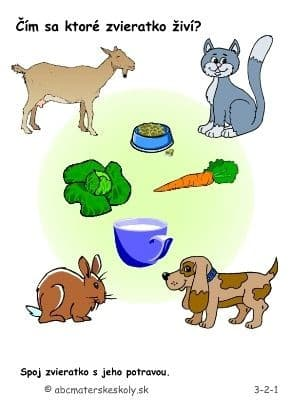 Čím sa ktoré zvieratko živí?
Spoj zvieratko s jeho potravou.
© abcmaterskeskoly.sk 3-2-1